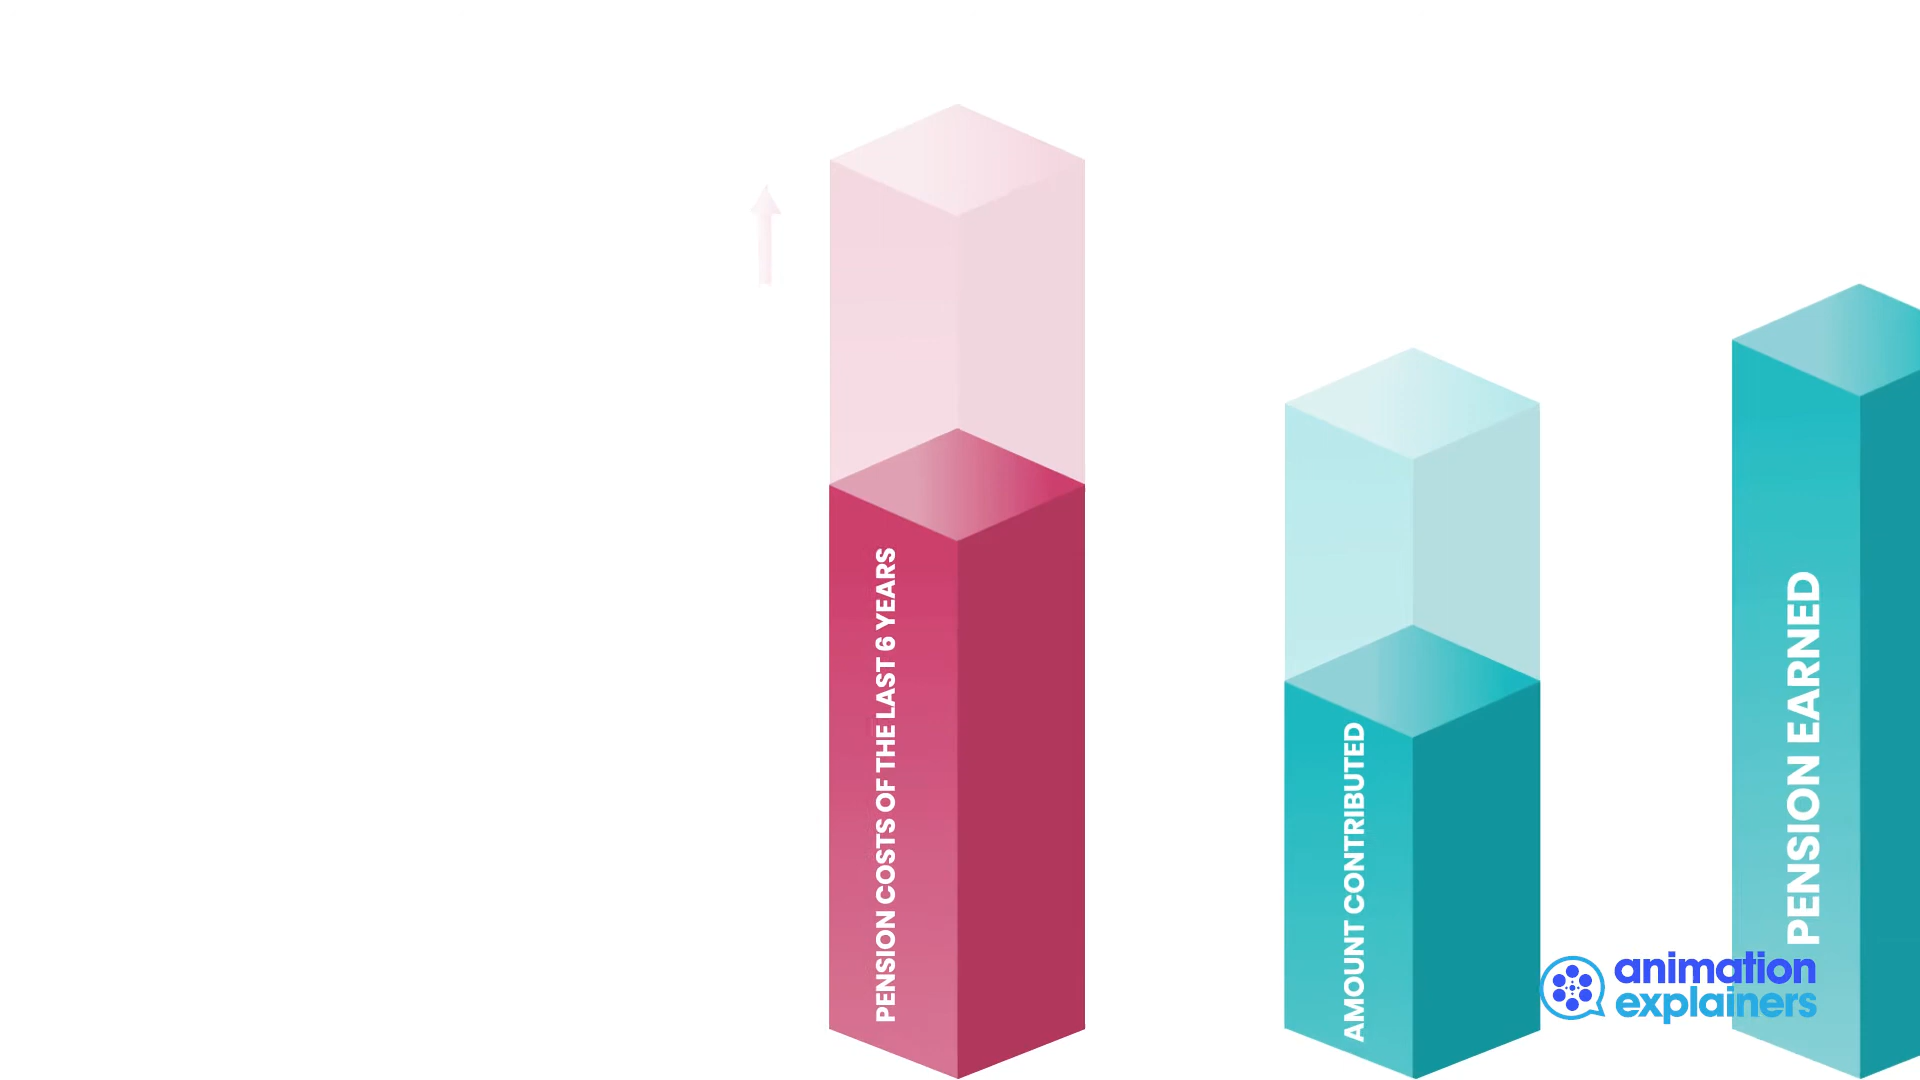 PENSION COSTS OF THE LAST 6 YEARS
AMOUNT CONTRIBUTED
PENSION EARNED
animation
explainers